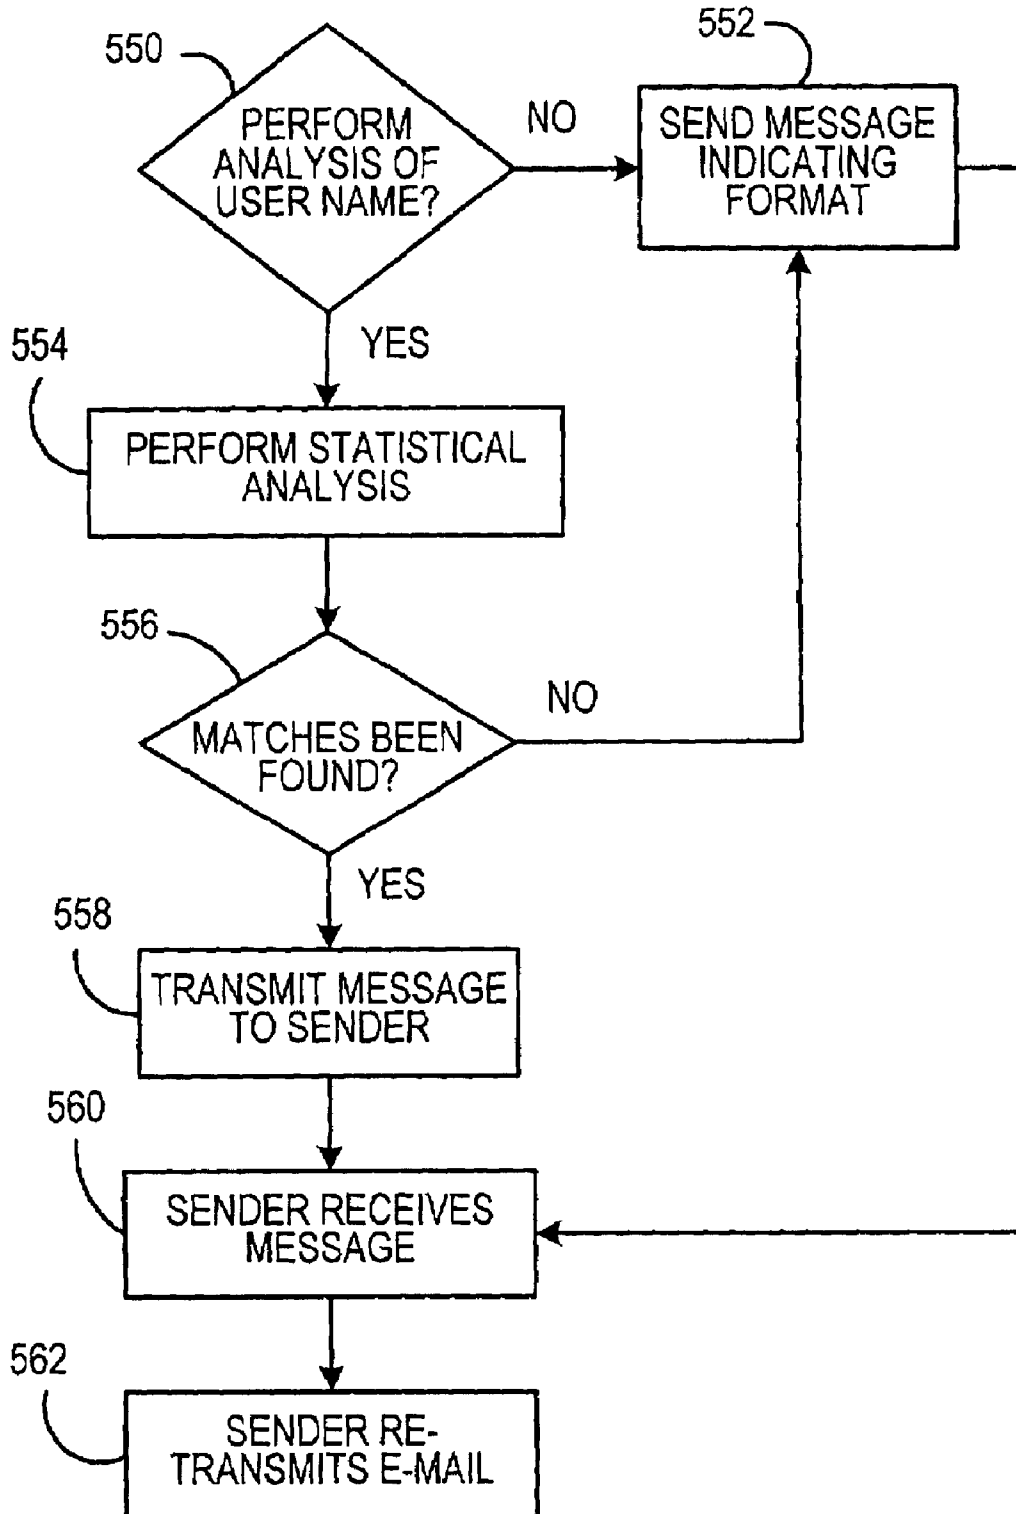 550
PERFORM
ANALYSIS OF
USER NAME?
NO
552
SEND MESSAGE
INDICATING
FORMAT
YES
554
PERFORM STATISTICAL
ANALYSIS
556
MATCHES BEEN
FOUND?
NO
YES
558
TRANSMIT MESSAGE
TO SENDER
560
SENDER RECEIVES
MESSAGE
562
SENDER RE-
TRANSMITS E-MAIL